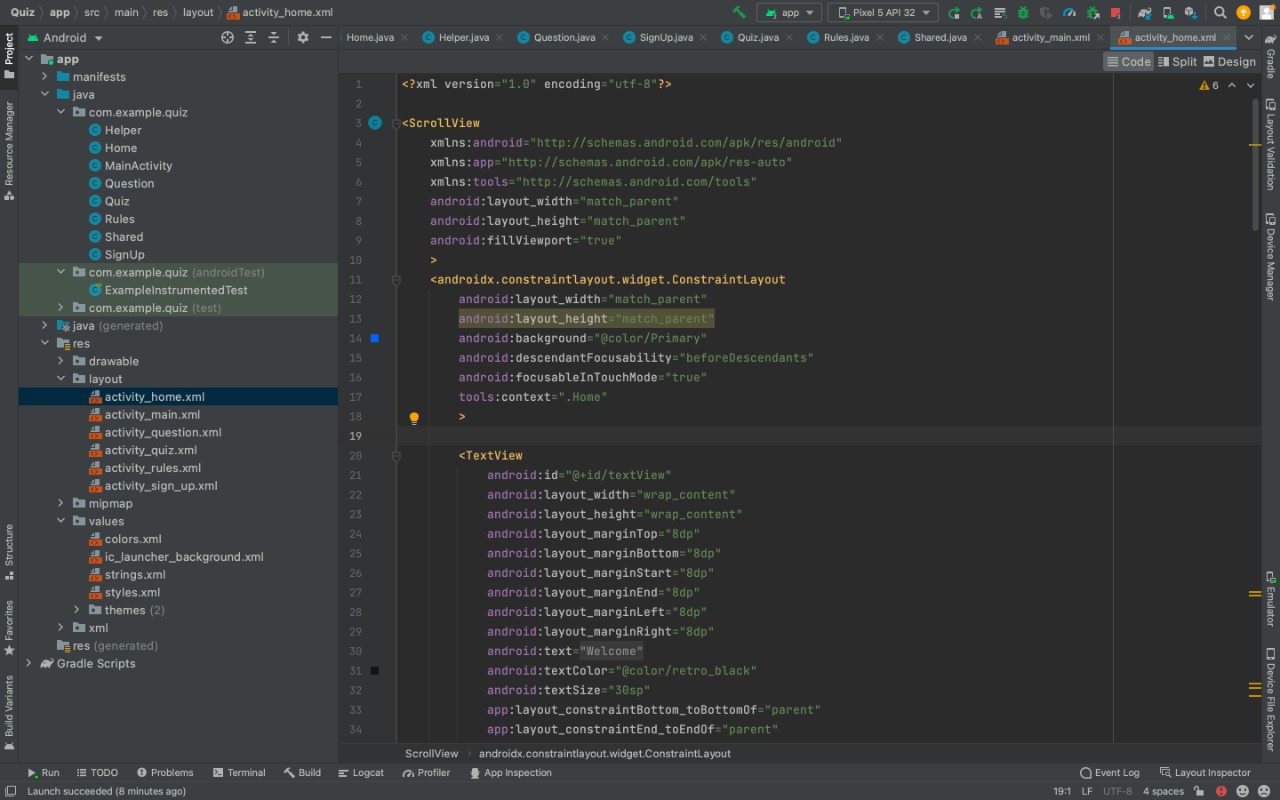 Quiz app src main res layout activity_home.xml
app Pixel 5 API 32
Project
Resource Manager
Structure
Favorites
Build Variants
Android
app
manifests
java
com.example.quiz
Helper
Home
MainActivity
Question
Quiz
Rules
Shared
SignUp
com.example.quiz (androidTest)
ExampleInstrumentedTest
com.example.quiz (test)
java (generated)
res
drawable
layout
activity_home.xml
activity_main.xml
activity_question.xml
activity_quiz.xml
activity_rules.xml
activity_sign_up.xml
mipmap
values
colors.xml
ic_launcher_background.xml
strings.xml
styles.xml
themes (2)
xml
res (generated)
Gradle Scripts
Home.java Helper.java Question.java SignUp.java Quiz.java Rules.java Shared.java activity_main.xml activity_home.xml
Code Split Design
6
1 <?xml version="1.0" encoding="utf-8"?>
2
3 <ScrollView
4 xmlns:android="http://schemas.android.com/apk/res/android"
5 xmlns:app="http://schemas.android.com/apk/res-auto"
6 xmlns:tools="http://schemas.android.com/tools"
7 android:layout_width="match_parent"
8 android:layout_height="match_parent"
9 android:fillViewport="true"
10 >
11 <androidx.constraintlayout.widget.ConstraintLayout
12 android:layout_width="match_parent"
13 android:layout_height="match_parent"
14 android:background="@color/Primary"
15 android:descendantFocusability="beforeDescendants"
16 android:focusableInTouchMode="true"
17 tools:context=".Home"
18 >
19
20 <TextView
21 android:id="@+id/textView"
22 android:layout_width="wrap_content"
23 android:layout_height="wrap_content"
24 android:layout_marginTop="8dp"
25 android:layout_marginBottom="8dp"
26 android:layout_marginStart="8dp"
27 android:layout_marginEnd="8dp"
28 android:layout_marginLeft="8dp"
29 android:layout_marginRight="8dp"
30 android:text="Welcome"
31 android:textColor="@color/retro_black"
32 android:textSize="30sp"
33 app:layout_constraintBottom_toBottomOf="parent"
34 app:layout_constraintEnd_toEndOf="parent"
ScrollView androidx.constraintlayout.widget.ConstraintLayout
Gradle
Layout Validation
Device Manager
Emulator
Device File Explorer
Run TODO Problems Terminal Build Logcat Profiler App Inspection Event Log Layout Inspector
Launch succeeded (8 minutes ago) 19:1 LF UTF-8 4 spaces